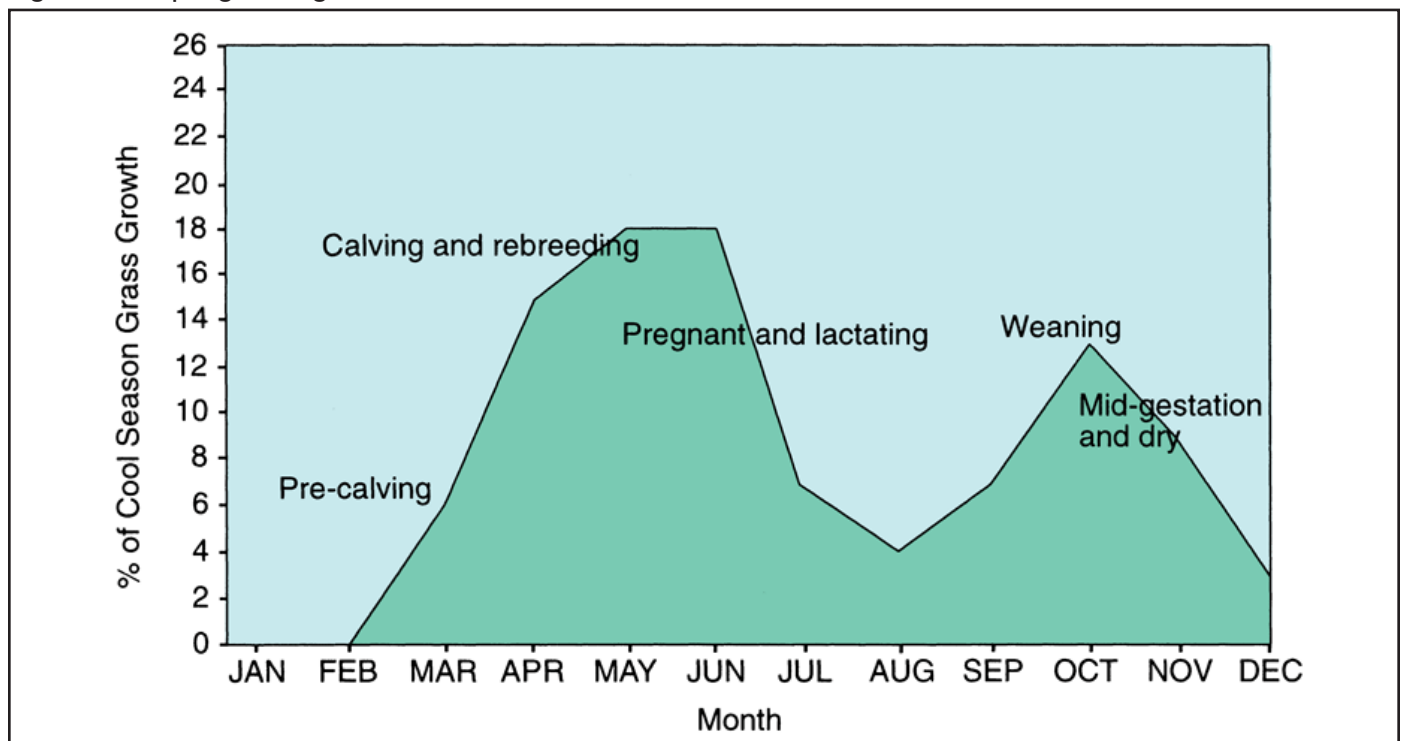 26
24
22
20
18
16
14
12
10
8
6
4
2
0
% of Cool Season Grass Growth
Calving and rebreeding
Pregnant and lactating
Weaning
Mid-gestation
and dry
Pre-calving
JAN FEB MAR APR MAY JUN JUL AUG SEP OCT NOV DEC
Month